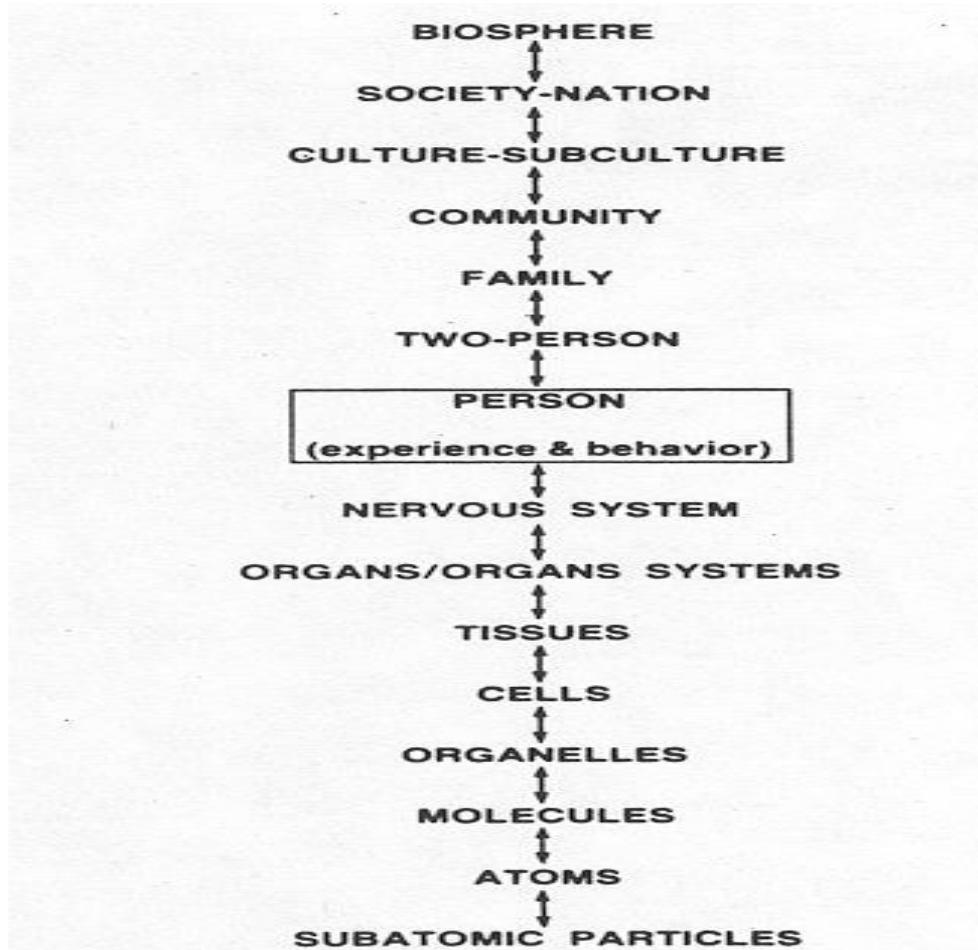 BIOSPHERE
SOCIETY-NATION
CULTURE-SUBCULTURE
COMMUNITY
FAMILY
TWO-PERSON
PERSON
(experience & behavior)
NERVOUS SYSTEM
ORGANS/ORGANS SYSTEMS
TISSUES
CELLS
ORGANELLES
MOLECULES
ATOMS
SUBATOMIC PARTICLES